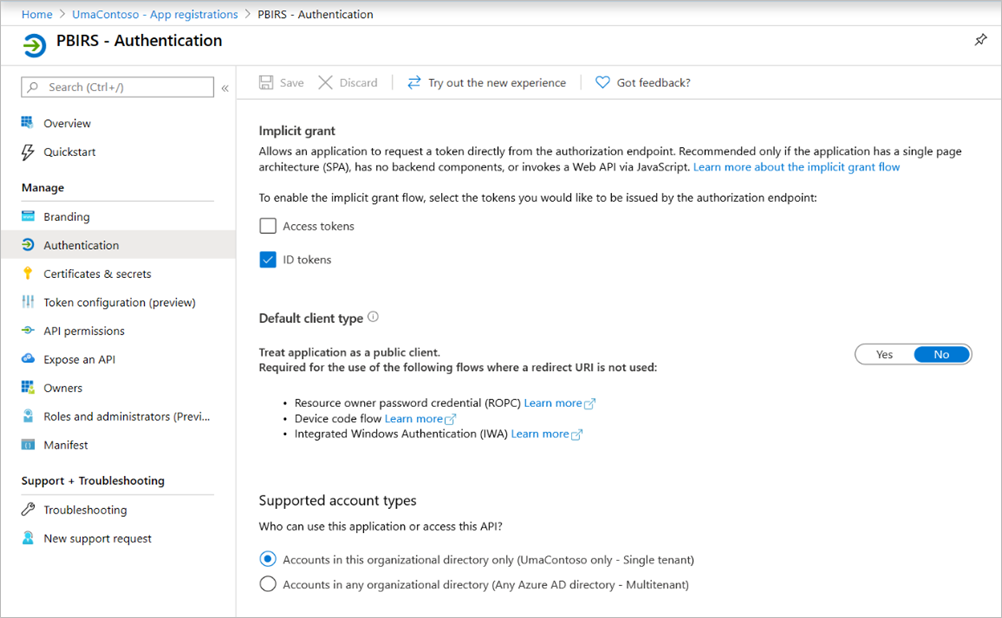 Home > UmaContoso - App registrations > PBIRS - Authentication
PBIRS - Authentication
Search (Ctrl+/)
«
Overview
Quickstart
Manage
Branding
Authentication
Certificates & secrets
Token configuration (preview)
API permissions
Expose an API
Owners
Roles and administrators (Previ...
Manifest
Support + Troubleshooting
Troubleshooting
New support request
Save Discard Try out the new experience Got feedback?
Implicit grant
Allows an application to request a token directly from the authorization endpoint. Recommended only if the application has a single page
architecture (SPA), has no backend components, or invokes a Web API via JavaScript. Learn more about the implicit grant flow
To enable the implicit grant flow, select the tokens you would like to be issued by the authorization endpoint:
Access tokens
ID tokens
Default client type
Treat application as a public client.
Required for the use of the following flows where a redirect URI is not used:
Yes No
• Resource owner password credential (ROPC) Learn more
• Device code flow Learn more
• Integrated Windows Authentication (IWA) Learn more
Supported account types
Who can use this application or access this API?
Accounts in this organizational directory only (UmaContoso only - Single tenant)
Accounts in any organizational directory (Any Azure AD directory - Multitenant)